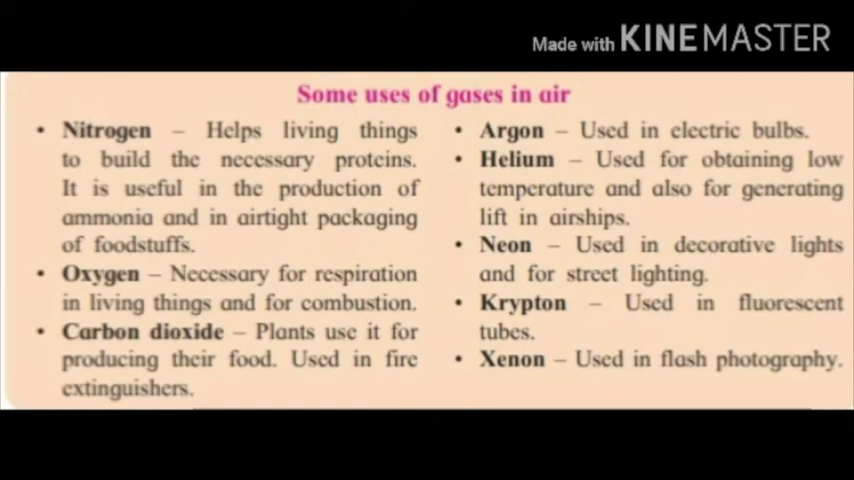 Made with KINEMASTER
Some uses of gases in air
• Nitrogen – Helps living things
to build the necessary proteins.
It is useful in the production of
ammonia and in airtight packaging
of foodstuffs.
• Oxygen – Necessary for respiration
in living things and for combustion.
• Carbon dioxide – Plants use it for
producing their food. Used in fire
extinguishers.
• Argon – Used in electric bulbs.
• Helium – Used for obtaining low
temperature and also for generating
lift in airships.
• Neon – Used in decorative lights
and for street lighting.
• Krypton – Used in fluorescent
tubes.
• Xenon – Used in flash photography.